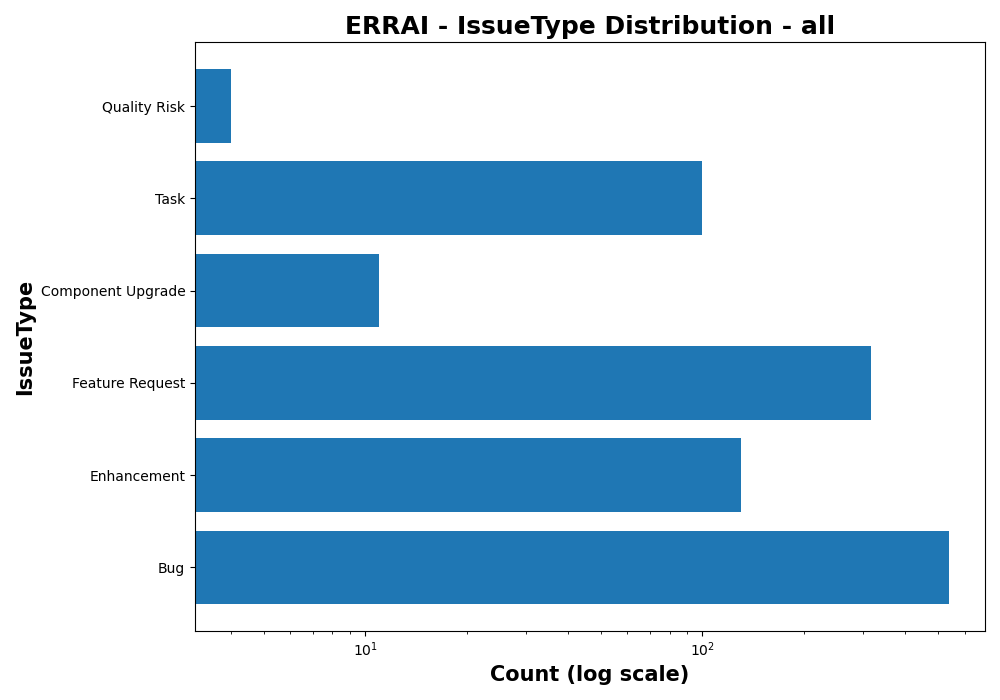 ERRAI - IssueType Distribution - all
IssueType
Quality Risk
Task
Component Upgrade
Feature Request
Enhancement
Bug
10¹
10²
Count (log scale)